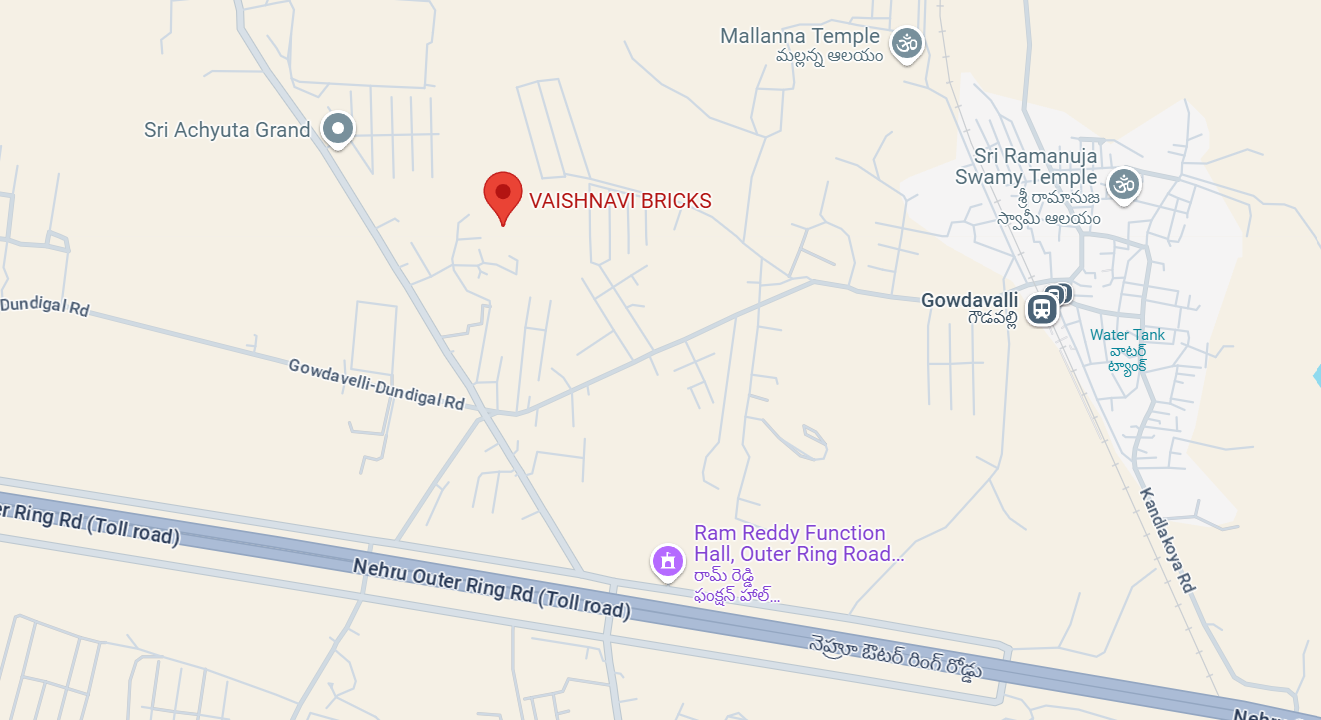 Mallanna Temple
మల్లన్న ఆలయం
Sri Achyuta Grand
Sri Ramanuja
Swamy Temple
శ్రీ రామానుజ
స్వామీ ఆలయం
VAISHNAVI BRICKS
Gowdavalli
గౌడవల్లి
Dundigal Rd
Water Tank
వాటర్
ట్యాంక్
Gowdavelli-Dundigal Rd
er Ring Rd (Toll road)
Kandlakoya Rd
Ram Reddy Function
Hall, Outer Ring Road...
రామ్ రెడ్డి
ఫంక్షన్ హాల్...
Nehru Outer Ring Rd (Toll road)
నెహ్రూ ఔటర్ రింగ్ రోడ్డు
Nehru